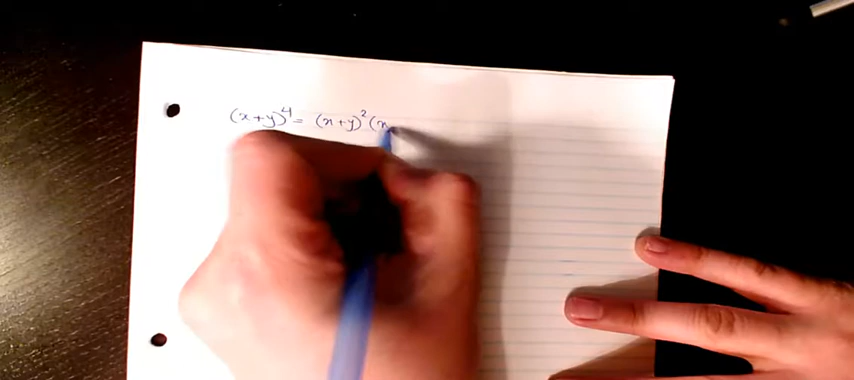 (x+y)⁴ = (x+y)² (x